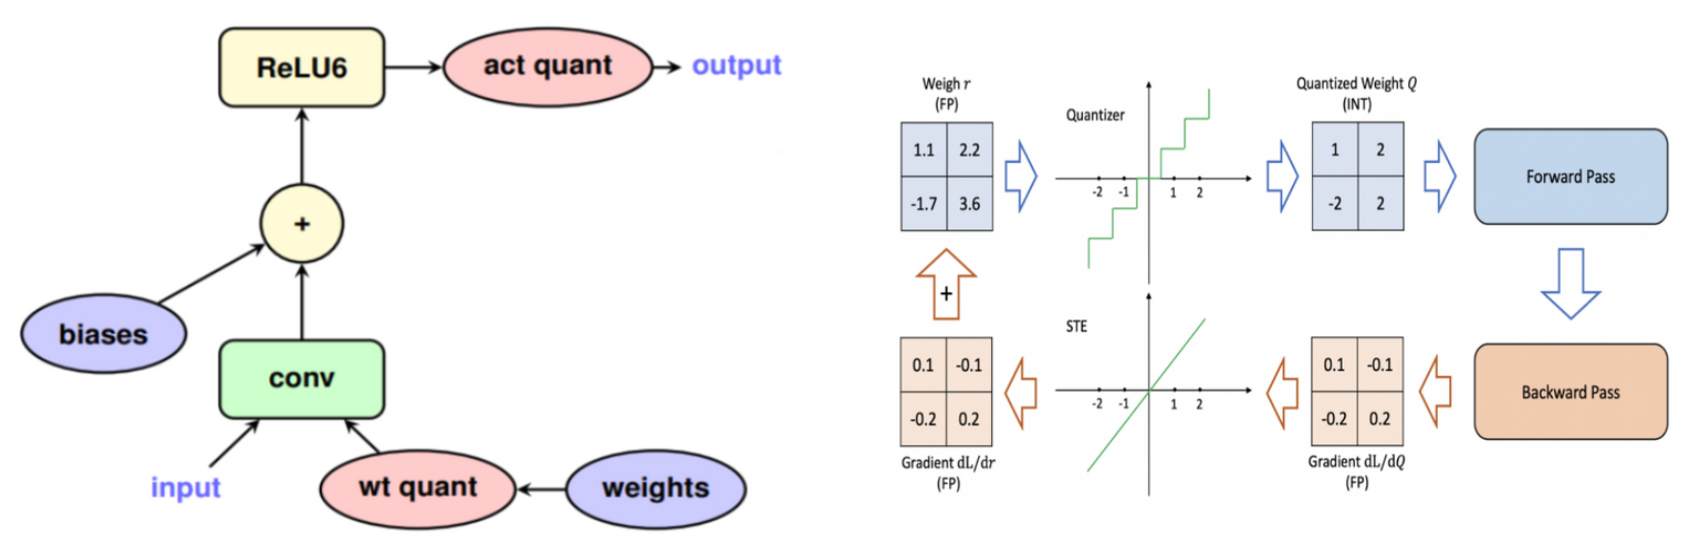 ReLU6
act quant
output
+
biases
conv
input
wt quant
weights
Weigh r
(FP)
1.1 2.2
-1.7 3.6
Quantizer
-2 -1 1 2
Quantized Weight Q
(INT)
1 2
-2 2
Forward Pass
+
STE
-2 -1 1 2
0.1 -0.1
-0.2 0.2
Gradient dL/dr
(FP)
0.1 -0.1
-0.2 0.2
Gradient dL/dQ
(FP)
Backward Pass